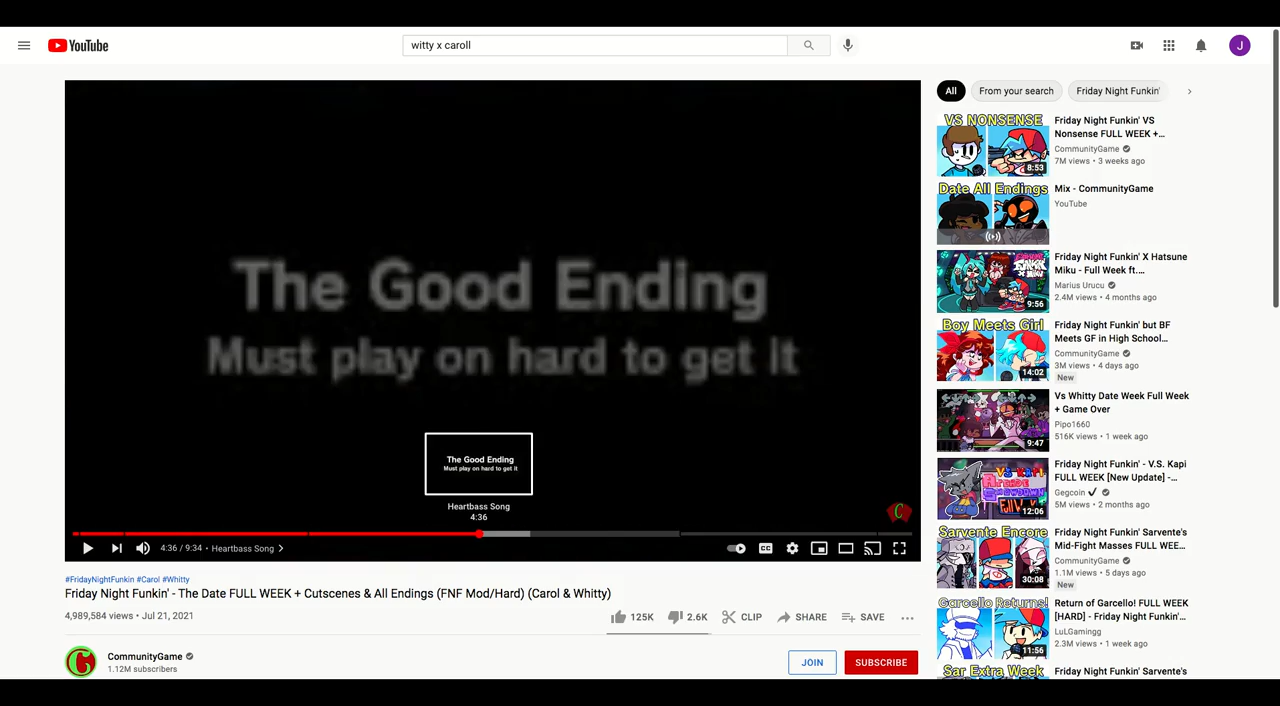 YouTube
witty x caroll
J
The Good Ending
Must play on hard to get it
The Good Ending
Must play on hard to get it
Heartbass Song
4:36
4:36 / 9:34 • Heartbass Song
CC
#FridayNightFunkin #Carol #Whitty
Friday Night Funkin' - The Date FULL WEEK + Cutscenes & All Endings (FNF Mod/Hard) (Carol & Whitty)
4,989,584 views • Jul 21, 2021
125K
2.6K
CLIP
SHARE
SAVE
CommunityGame
1.12M subscribers
JOIN
SUBSCRIBE
All
From your search
Friday Night Funkin'
VS NONSENSE
8:53
Friday Night Funkin' VS
Nonsense FULL WEEK +...
CommunityGame
7M views • 3 weeks ago
Date All Endings
Mix - CommunityGame
YouTube
9:56
Friday Night Funkin' X Hatsune
Miku - Full Week ft....
Marius Urucu
2.4M views • 4 months ago
Boy Meets Girl
14:02
Friday Night Funkin' but BF
Meets GF in High School...
CommunityGame
3M views • 4 days ago
New
9:47
Vs Whitty Date Week Full Week
+ Game Over
Pipo1660
516K views • 1 week ago
12:06
Friday Night Funkin' - V.S. Kapi
FULL WEEK [New Update] -...
Gegcoin
5M views • 2 months ago
Sarvente Encore
30:08
Friday Night Funkin' Sarvente's
Mid-Fight Masses FULL WEE...
CommunityGame
1.1M views • 5 days ago
New
Garcello Returns!
11:56
Return of Garcello! FULL WEEK
[HARD] - Friday Night Funkin'...
LuLGamingg
2.3M views • 1 week ago
Sar Extra Week
Friday Night Funkin' Sarvente's